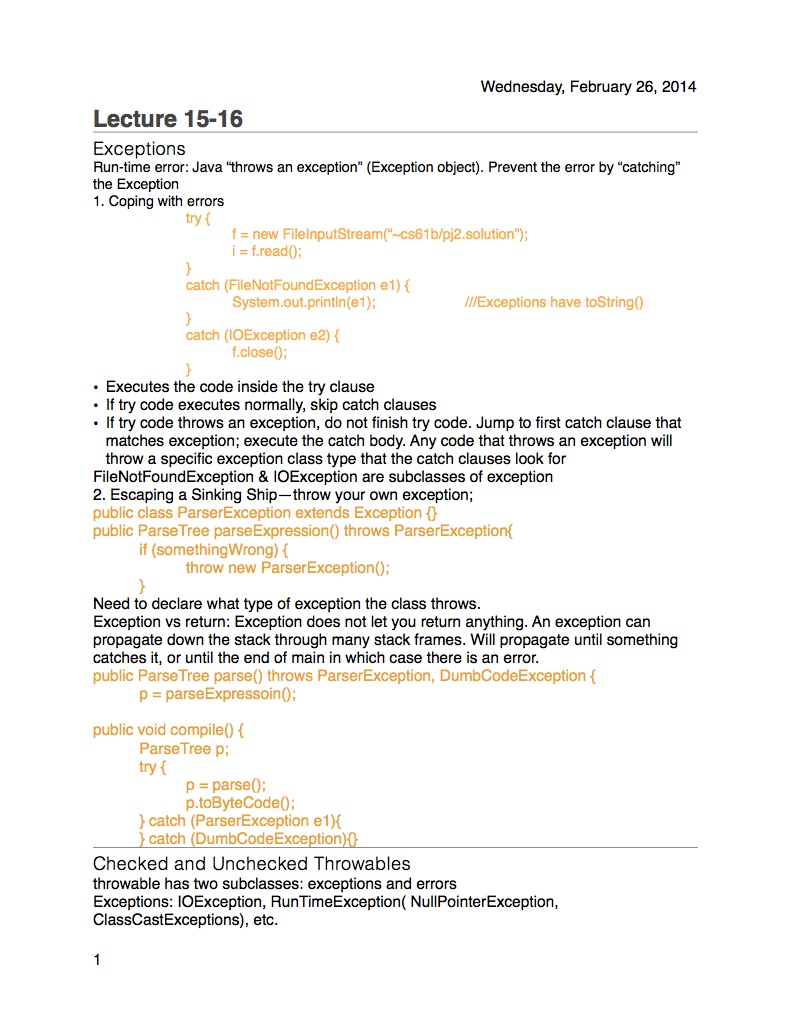 Wednesday, February 26, 2014
Lecture 15-16
Exceptions
Run-time error: Java “throws an exception” (Exception object). Prevent the error by “catching”
the Exception
1. Coping with errors
try {
f = new FileInputStream(“~cs61b/pj2.solution”);
i = f.read();
}
catch (FileNotFoundException e1) {
System.out.println(e1); ///Exceptions have toString()
}
catch (IOException e2) {
f.close();
}
• Executes the code inside the try clause
• If try code executes normally, skip catch clauses
• If try code throws an exception, do not finish try code. Jump to first catch clause that
matches exception; execute the catch body. Any code that throws an exception will
throw a specific exception class type that the catch clauses look for
FileNotFoundException & IOException are subclasses of exception
2. Escaping a Sinking Ship—throw your own exception;
public class ParserException extends Exception {}
public ParseTree parseExpression() throws ParserException{
if (somethingWrong) {
throw new ParserException();
}
Need to declare what type of exception the class throws.
Exception vs return: Exception does not let you return anything. An exception can
propagate down the stack through many stack frames. Will propagate until something
catches it, or until the end of main in which case there is an error.
public ParseTree parse() throws ParserException, DumbCodeException {
p = parseExpressoin();
public void compile() {
ParseTree p;
try {
p = parse();
p.toByteCode();
} catch (ParserException e1){
} catch (DumbCodeException){}
Checked and Unchecked Throwables
throwable has two subclasses: exceptions and errors
Exceptions: IOException, RunTimeException( NullPointerException,
ClassCastExceptions), etc.
1